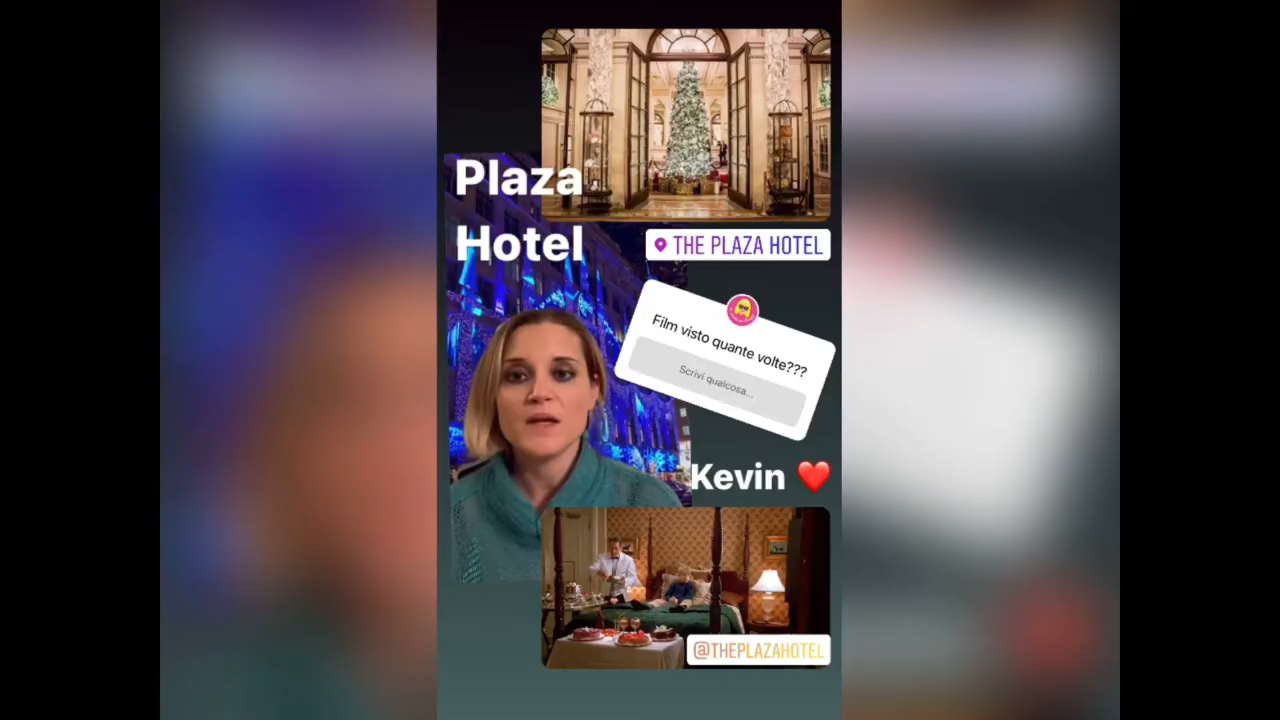 Plaza
Hotel
THE PLAZA HOTEL
Film visto quante volte???
Scrivi qualcosa...
Kevin ❤️
@THEPLAZAHOTEL